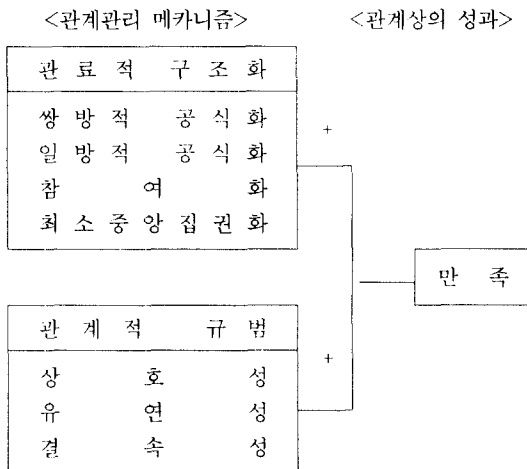 <관계관리 메카니즘> <관계상의 성과>
관료적 구조화
쌍방적 공식화
+
일방적 공식화
참여화
최소중앙집권화
만족
관계적 규범
+
상호성
유연성
결속성